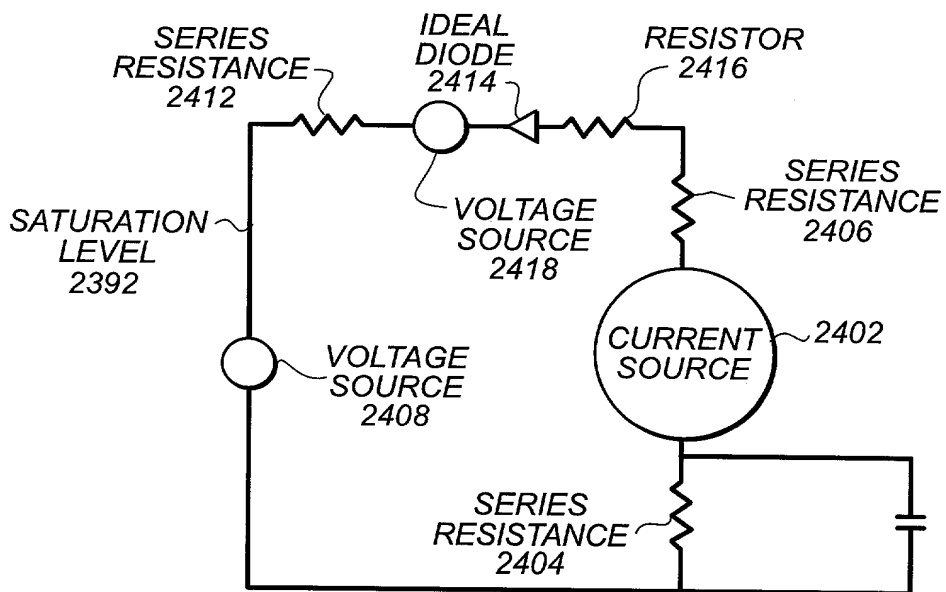 SERIES
RESISTANCE
2412
IDEAL
DIODE
2414
RESISTOR
2416
SERIES
RESISTANCE
2406
SATURATION
LEVEL
2392
VOLTAGE
SOURCE
2418
VOLTAGE
SOURCE
2408
CURRENT
SOURCE
2402
SERIES
RESISTANCE
2404